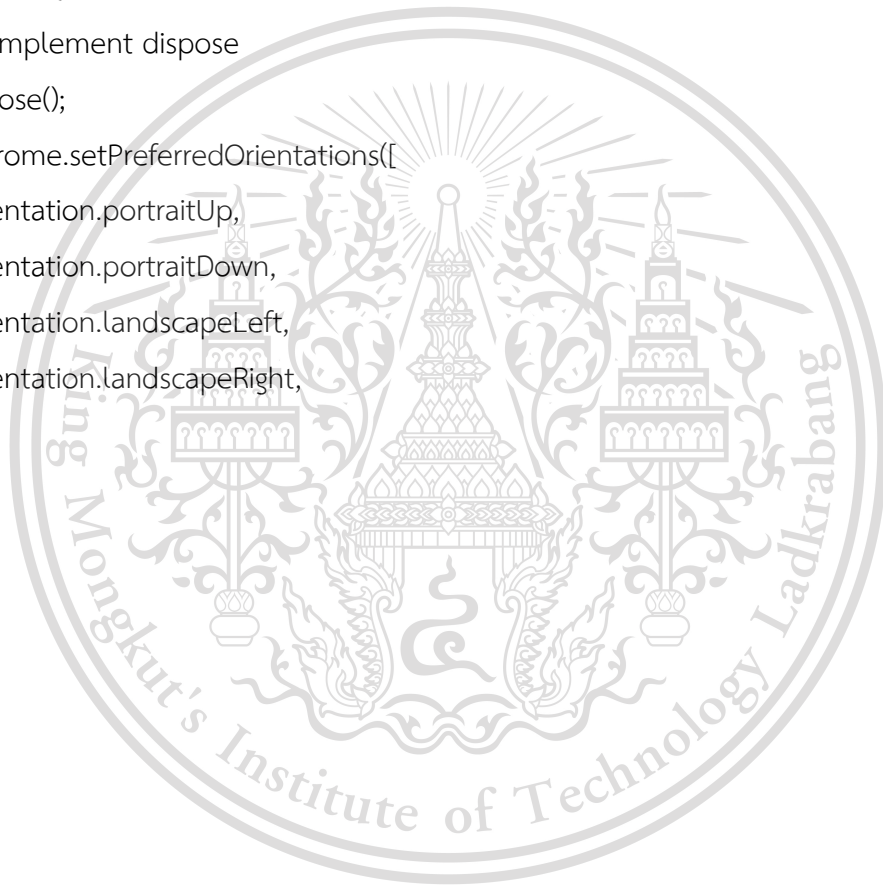 mplement dispose
ose();
rome.setPreferredOrientations([
entation.portraitUp,
entation.portraitDown,
entation.landscapeLeft,
entation.landscapeRight,
King Mongkut's Institute of Technology Ladkrabang